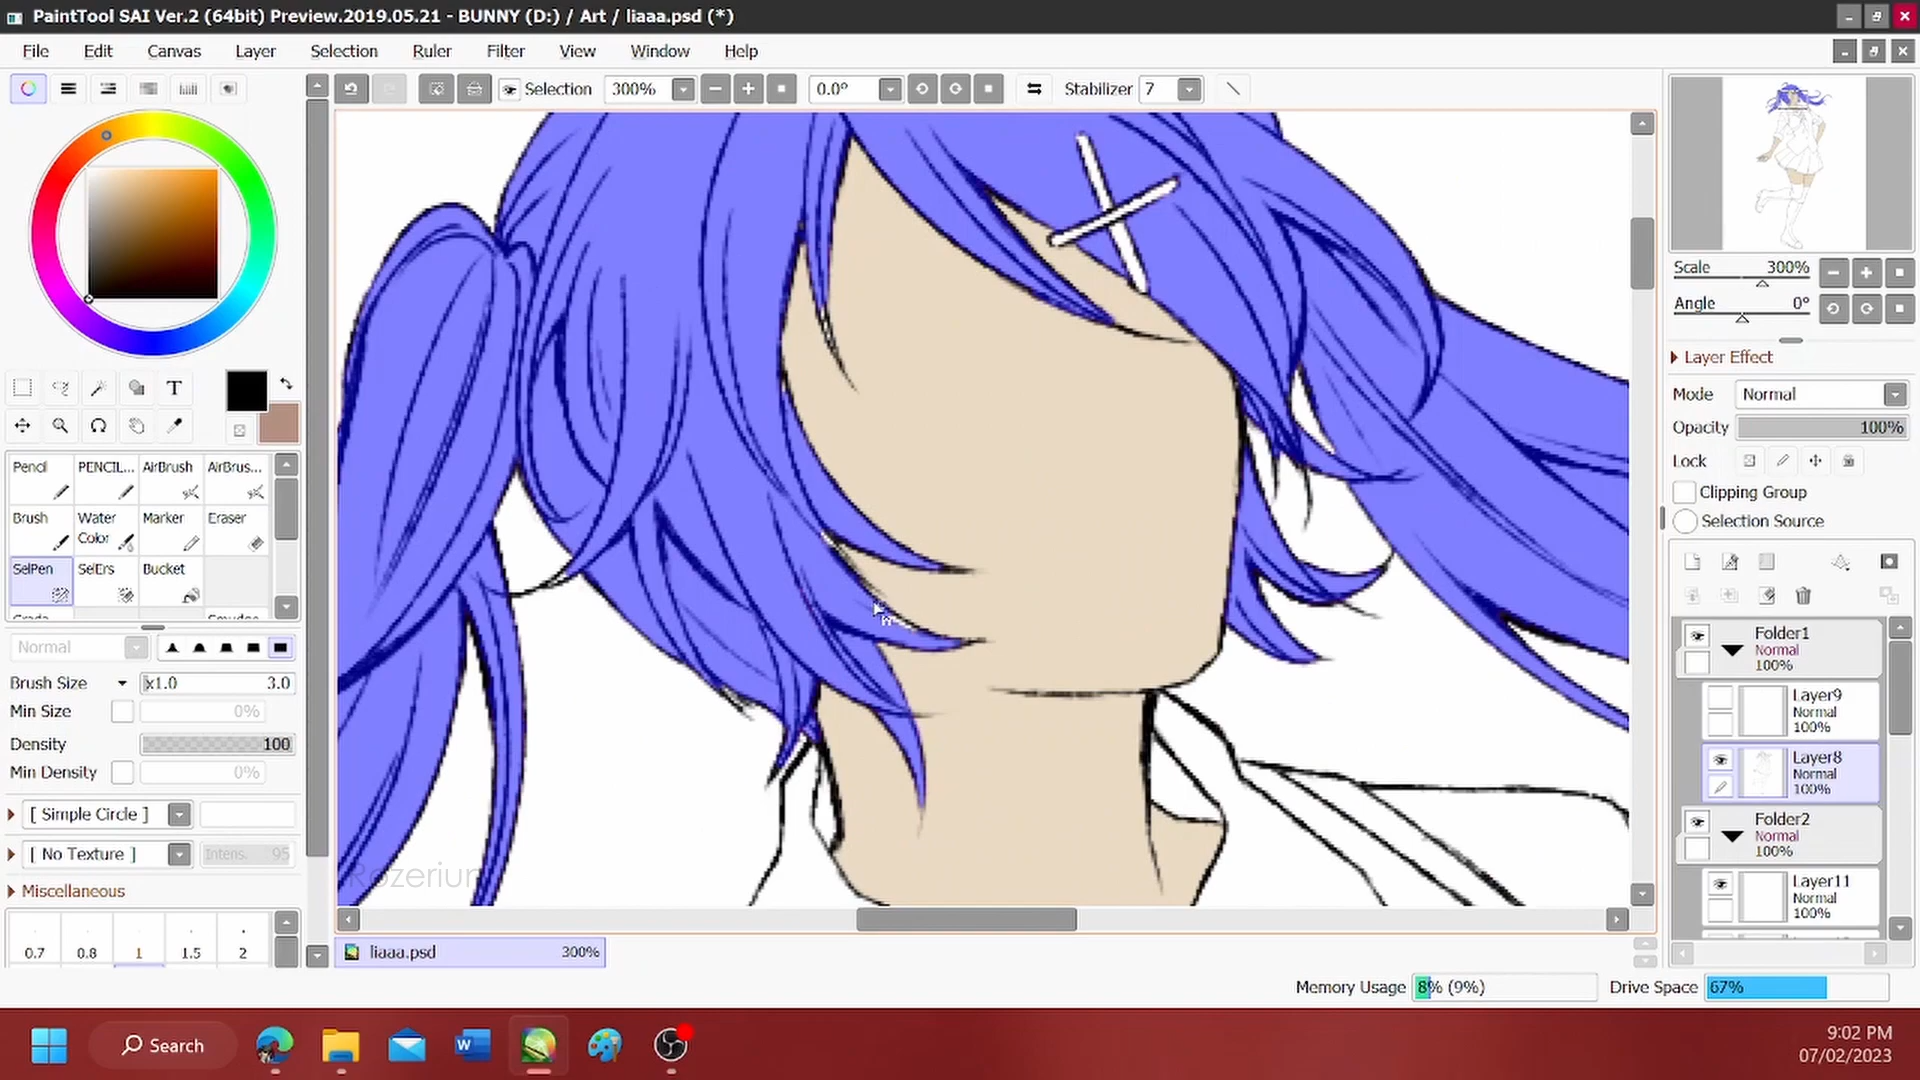 PaintTool SAI Ver.2 (64bit) Preview.2019.05.21 - BUNNY (D:) / Art / liaaa.psd (*)
File Edit Canvas Layer Selection Ruler Filter View Window Help
Selection 300% 0.0° Stabilizer 7
Scale 300%
Angle 0°
Layer Effect
Mode Normal
Opacity 100%
Lock
Clipping Group
Selection Source
T
Pencil PENCIL... AirBrush AirBrus...
Brush Water Color Marker Eraser
SelPen SelErs Bucket
Normal
Brush Size x1.0 3.0
Min Size 0%
Density 100
Min Density 0%
[ Simple Circle ]
[ No Texture ] Intens. 95
Miscellaneous
0.7 0.8 1 1.5 2
Folder1
Normal
100%
Layer9
Normal
100%
Layer8
Normal
100%
Folder2
Normal
100%
Layer11
Normal
100%
liaaa.psd 300%
Memory Usage 8% (9%) Drive Space 67%
Search
9:02 PM
07/02/2023